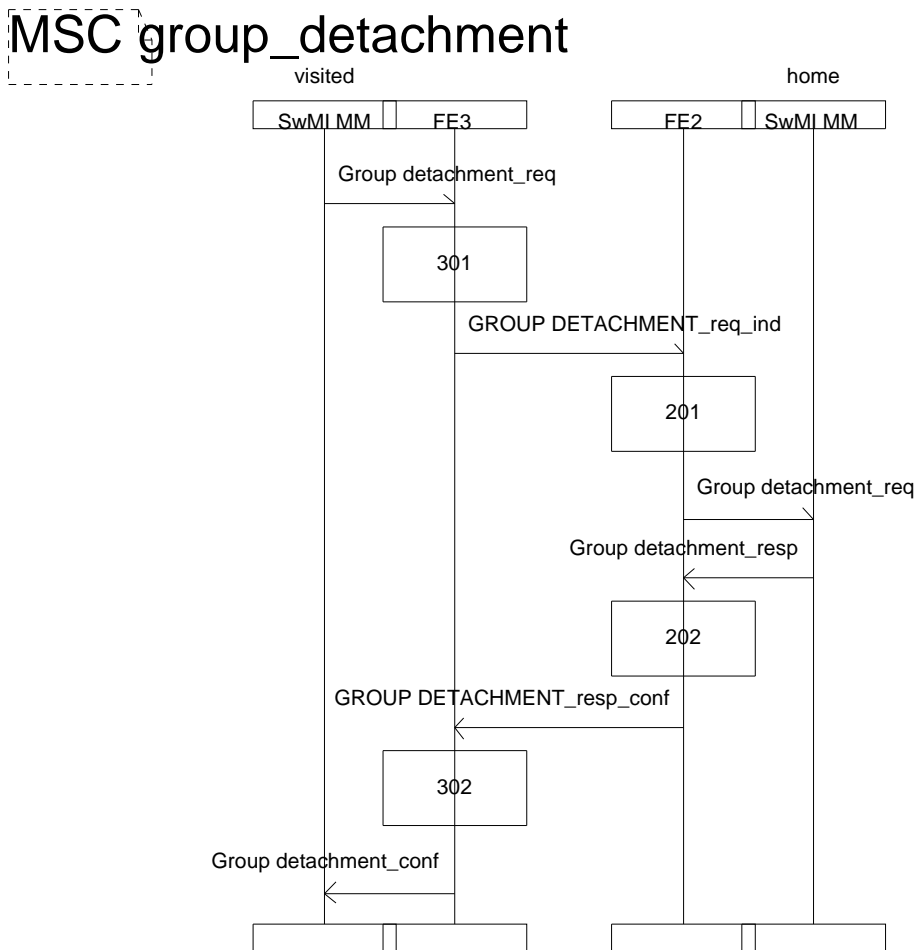 MSC group_detachment
visited
home
SwMI MM
FE3
FE2
SwMI MM
Group detachment_req
301
GROUP DETACHMENT_req_ind
201
Group detachment_req
Group detachment_resp
202
GROUP DETACHMENT_resp_conf
302
Group detachment_conf